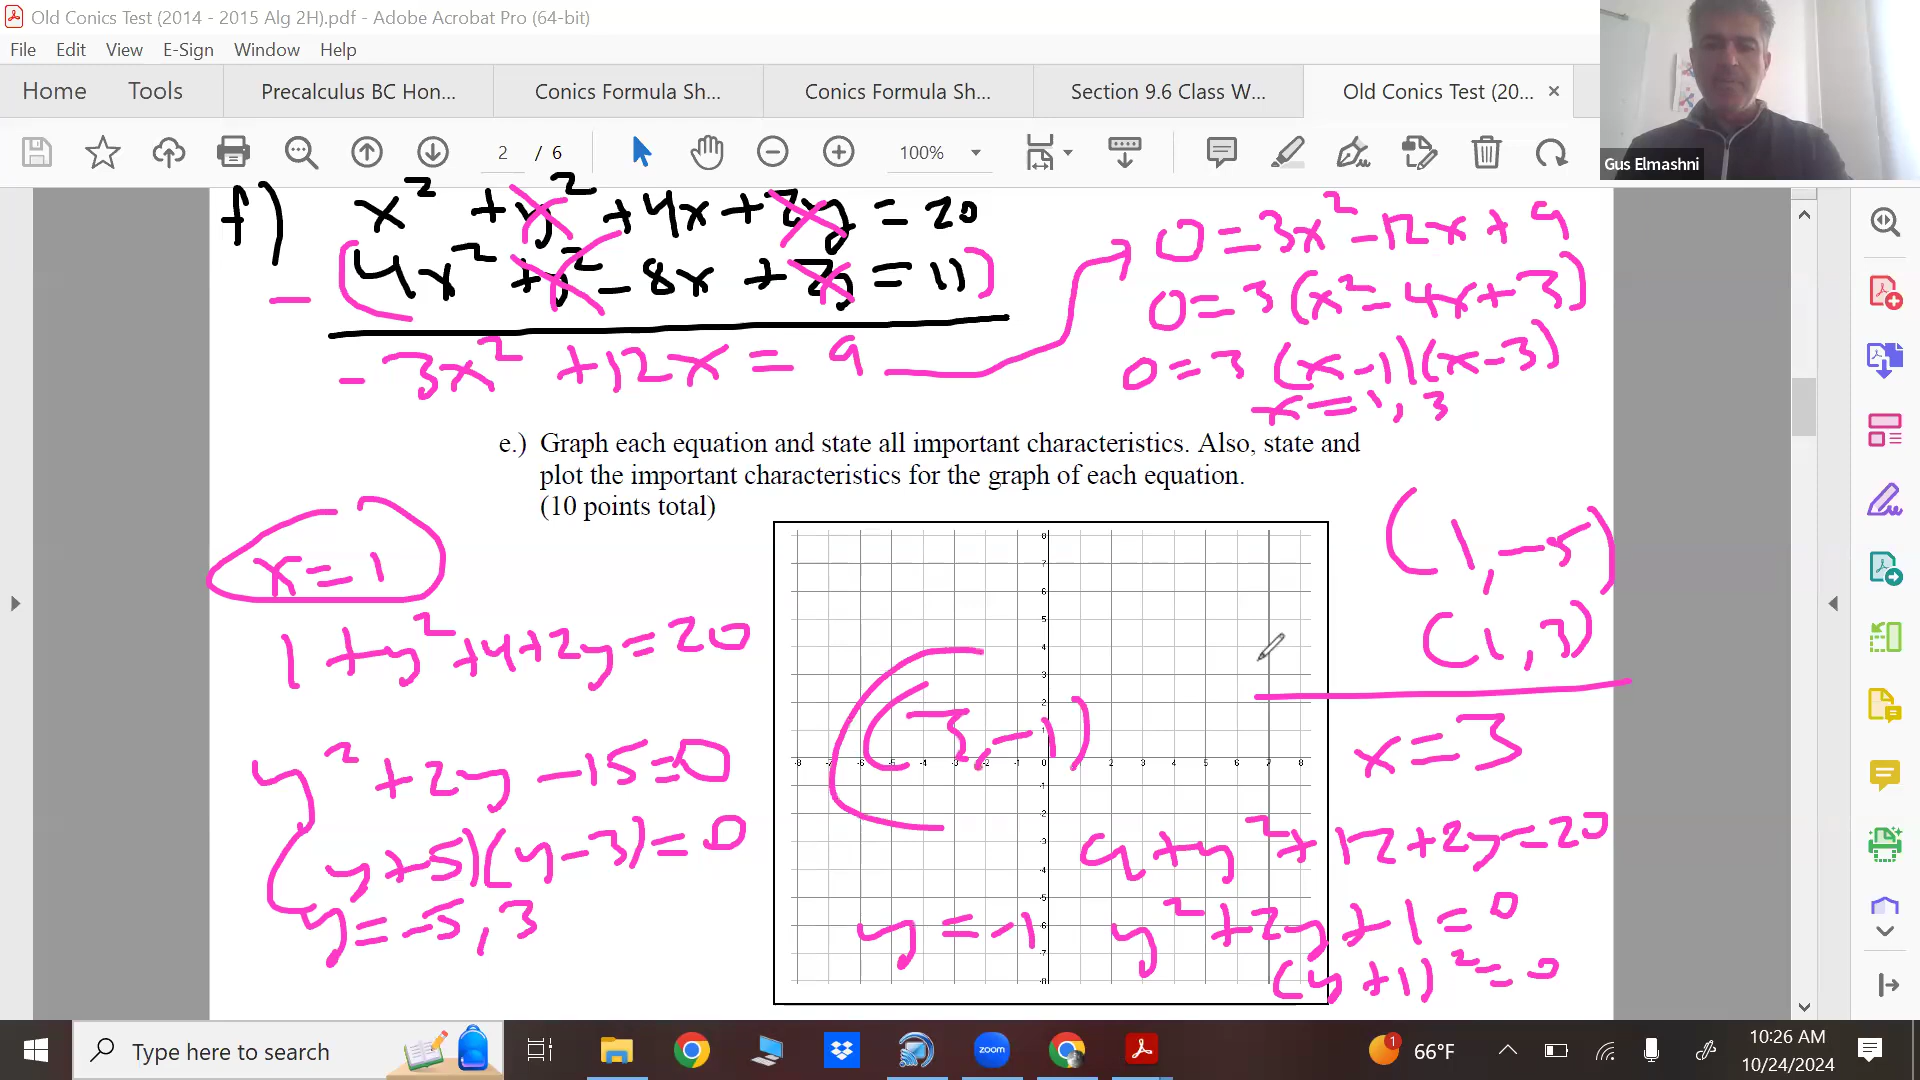 Old Conics Test (2014 - 2015 Alg 2H).pdf - Adobe Acrobat Pro (64-bit)
File Edit View E-Sign Window Help
Home Tools Precalculus BC Hon... Conics Formula Sh... Conics Formula Sh... Section 9.6 Class W... Old Conics Test (20... ×
2 / 6 100%
Gus Elmashni
f) x² + y² + 4x + 2y = 20
- (4x² + y² - 8x + 2y = 11)
-3x² + 12x = 9
0 = 3x² - 12x + 9
0 = 3(x² - 4x + 3)
0 = 3(x - 1)(x - 3)
x = 1, 3
e.) Graph each equation and state all important characteristics. Also, state and
plot the important characteristics for the graph of each equation.
(10 points total)
x = 1
1 + y² + 4 + 2y = 20
y² + 2y - 15 = 0
(y + 5)(y - 3) = 0
y = -5, 3
(1, -5)
(1, 3)
x = 3
9 + y² + 12 + 2y = 20
y² + 2y + 1 = 0
(y + 1)² = 0
y = -1
(3, -1)
Type here to search
zoom
1 66°F
10:26 AM
10/24/2024